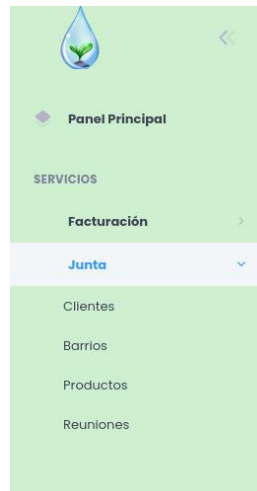 Panel Principal
SERVICIOS
Facturación
Junta
Clientes
Barrios
Productos
Reuniones